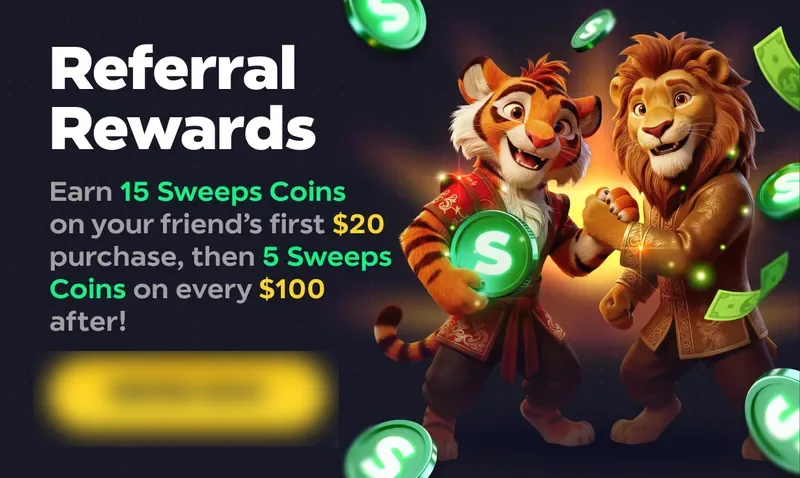 Referral
Rewards
Earn 15 Sweeps Coins
on your friend's first $20
purchase, then 5 Sweeps
Coins on every $100
after!
S
S
S
S
S